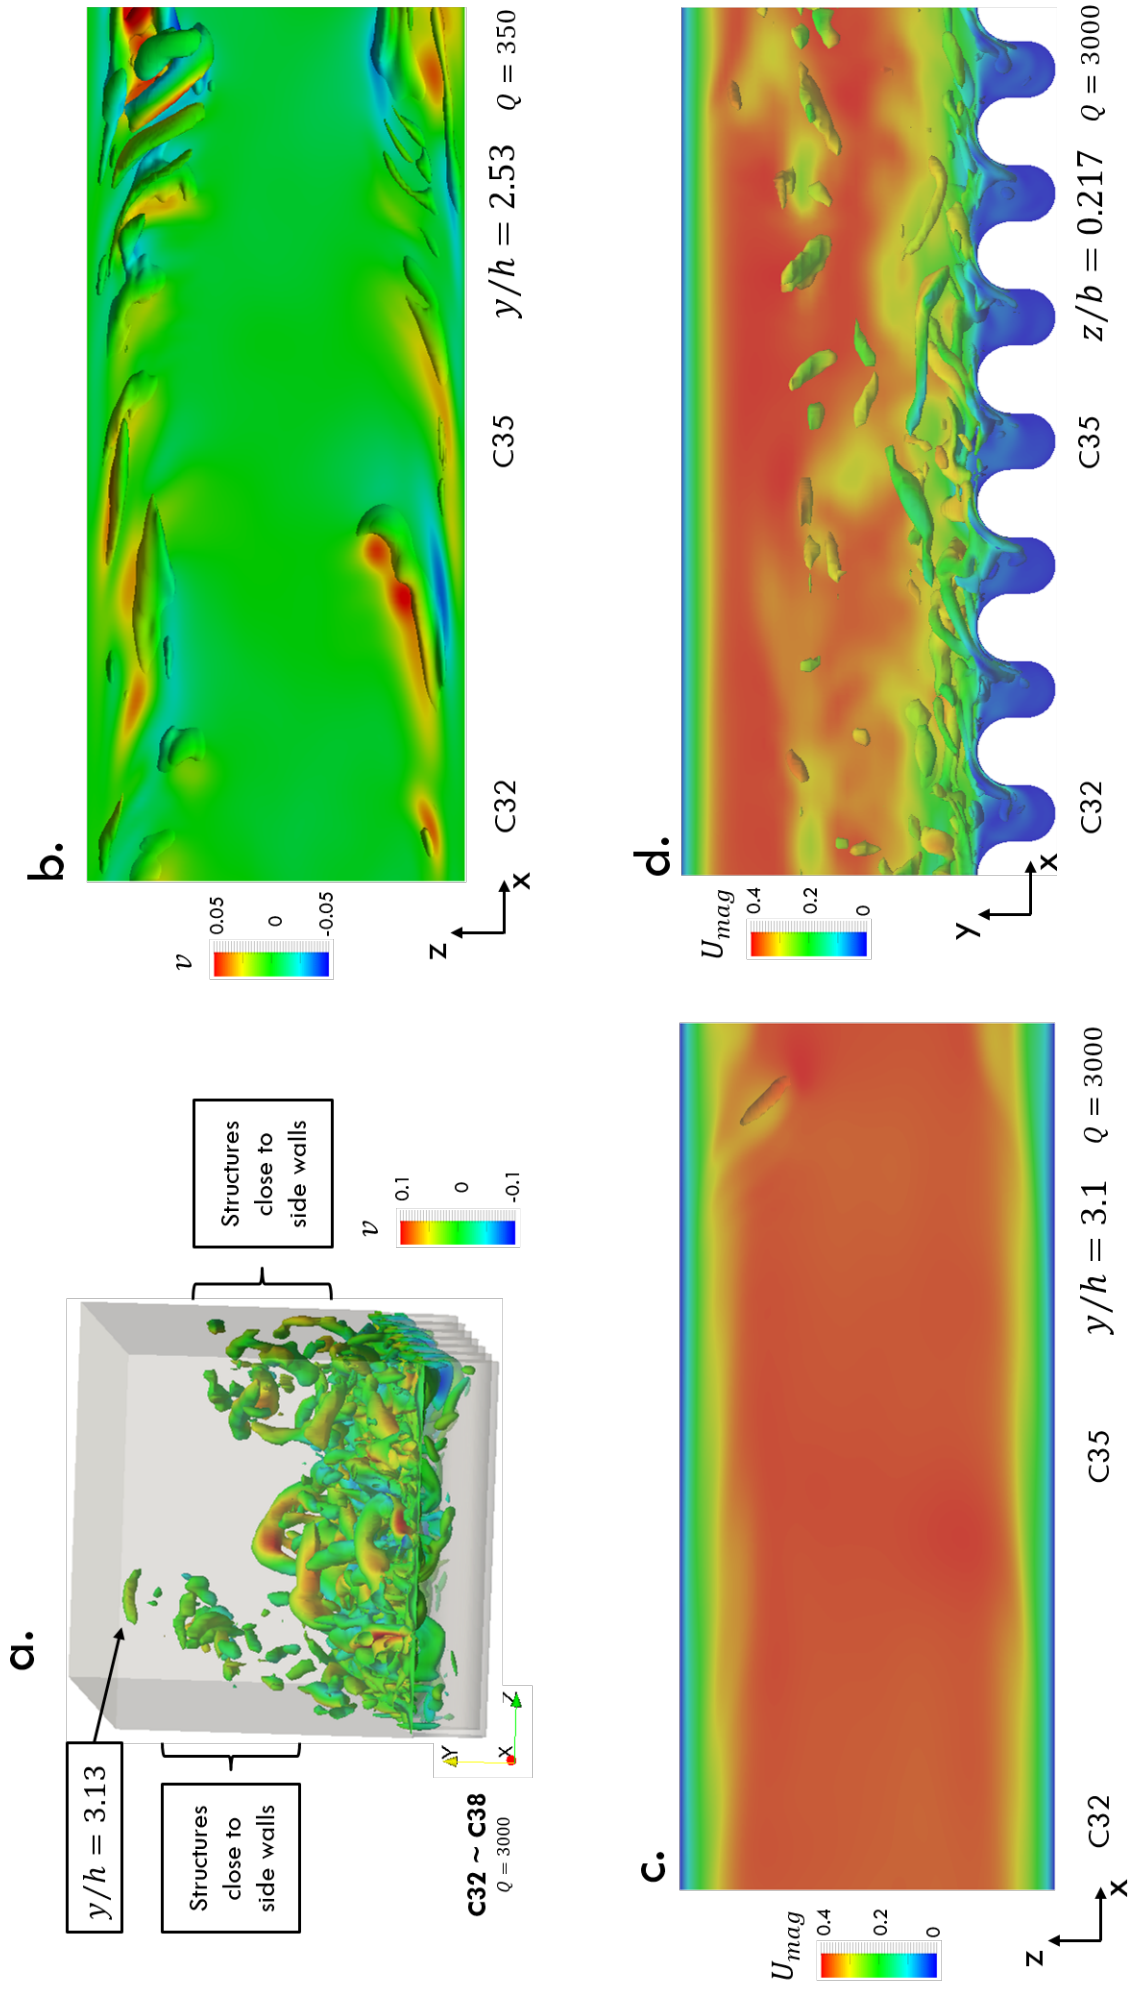 a.
y/h = 3.13
Structures
close to
side walls
Structures
close to
side walls
Y
X
Z
C32 ~ C38
Q = 3000
v
0.1
0
-0.1
b.
v
0.05
0
-0.05
z
x
C32
C35
y/h = 2.53 Q = 350
c.
U_mag
0.4
0.2
0
z
x
C32
C35
y/h = 3.1 Q = 3000
d.
U_mag
0.4
0.2
0
y
x
C32
C35
z/b = 0.217 Q = 3000